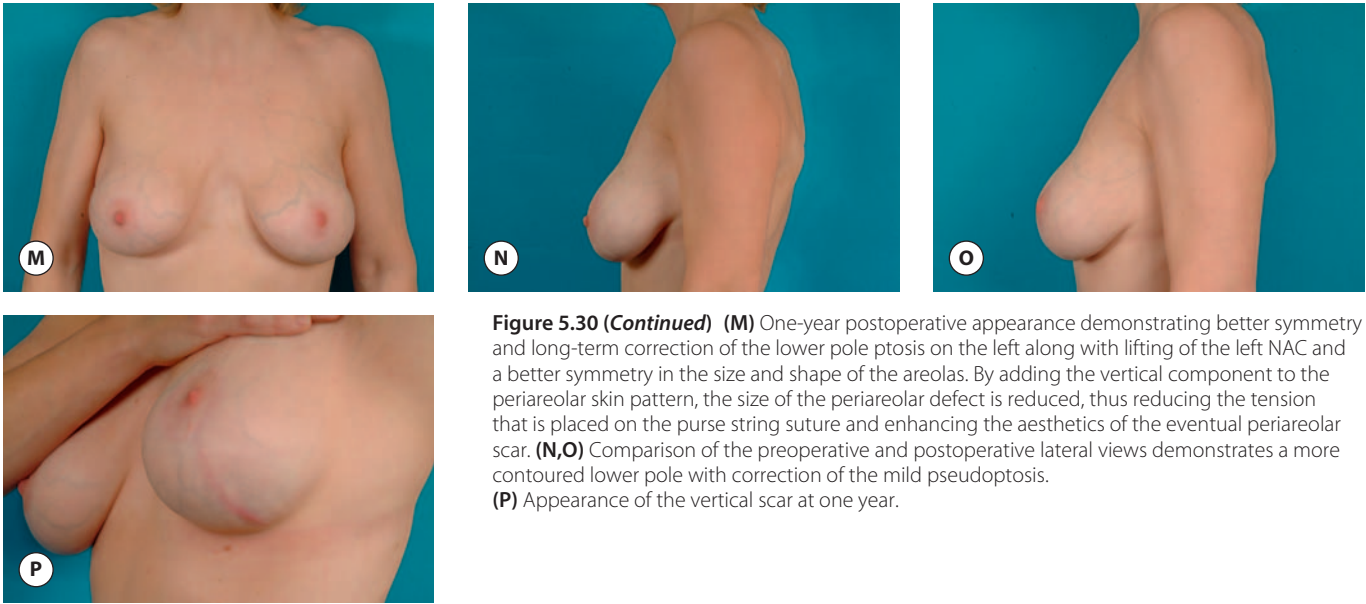 M
N
O
P
Figure 5.30 (Continued) (M) One-year postoperative appearance demonstrating better symmetry
and long-term correction of the lower pole ptosis on the left along with lifting of the left NAC and
a better symmetry in the size and shape of the areolas. By adding the vertical component to the
periareolar skin pattern, the size of the periareolar defect is reduced, thus reducing the tension
that is placed on the purse string suture and enhancing the aesthetics of the eventual periareolar
scar. (N,O) Comparison of the preoperative and postoperative lateral views demonstrates a more
contoured lower pole with correction of the mild pseudoptosis.
(P) Appearance of the vertical scar at one year.